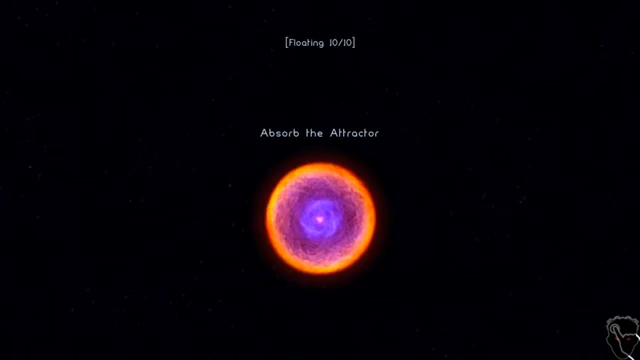 [Floating 10/10]
Absorb the Attractor